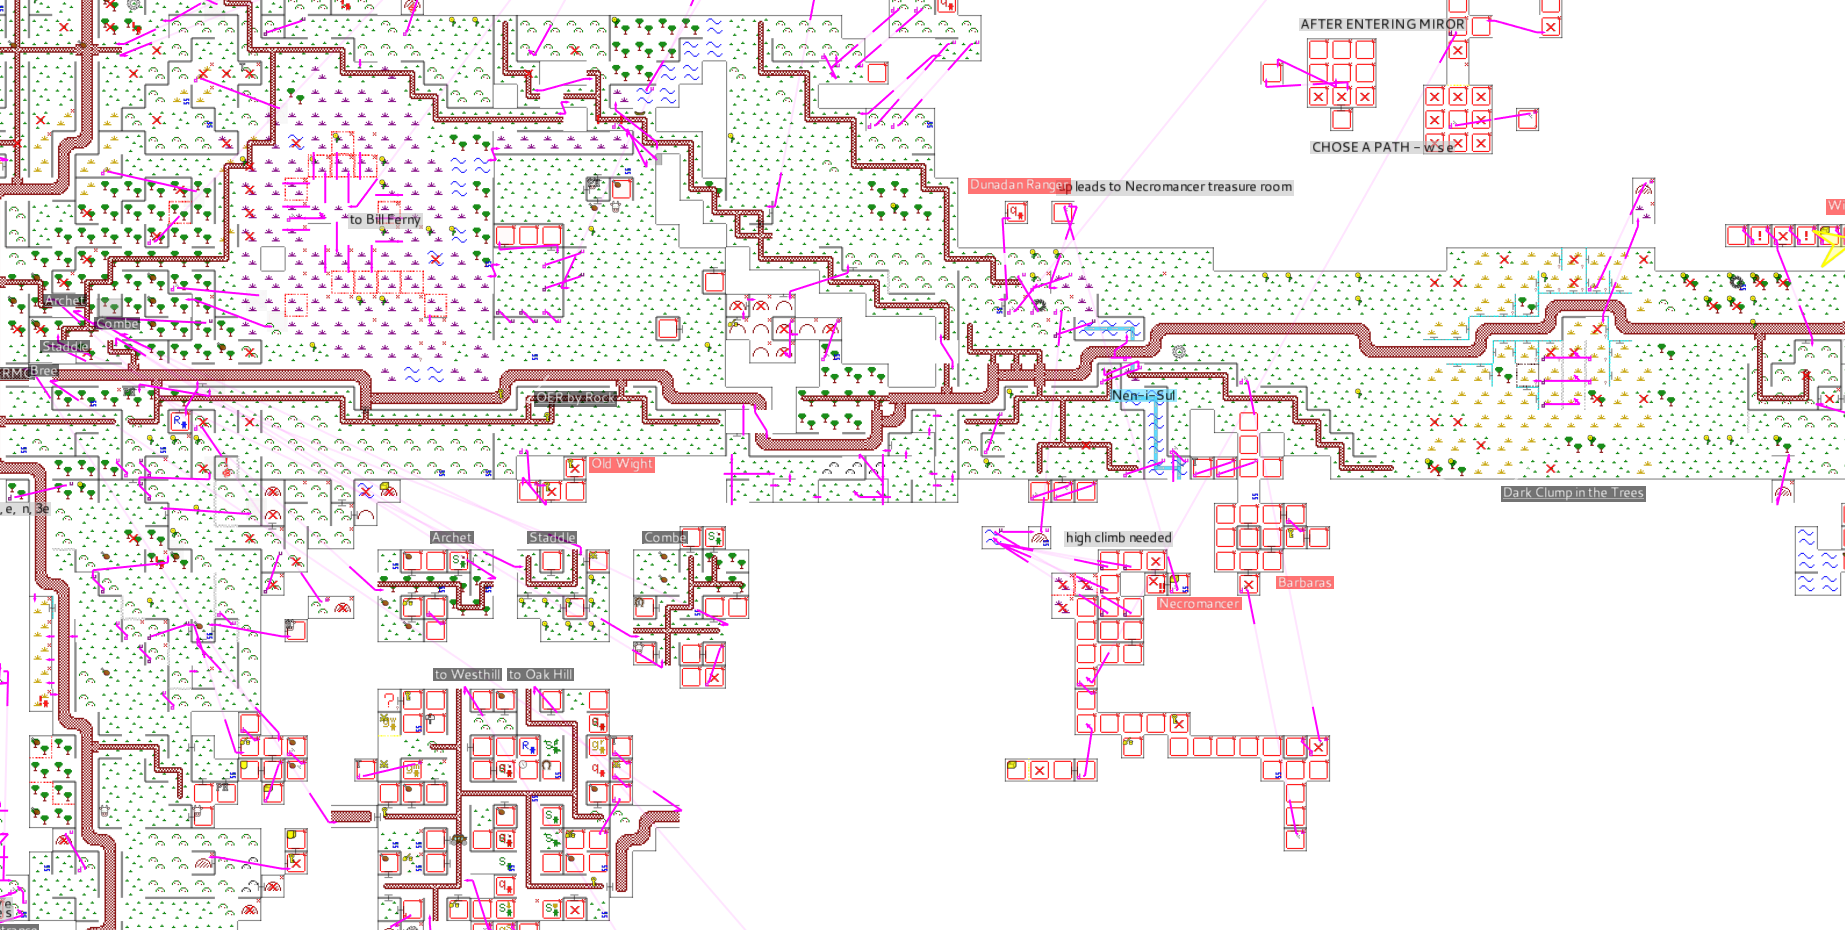 AFTER ENTERING MIROR
CHOSE A PATH - w s e
Dunadan Ranger
p leads to Necromancer treasure room
to Bill Ferny
Archet
Combe
Staddle
Bree
OER by Rock
Nen-i-Sul
Old Wight
Dark Clump in the Trees
, e, n, 3e
Archet
Staddle
Combe
high climb needed
Necromancer
Barbaras
to Westhill
to Oak Hill